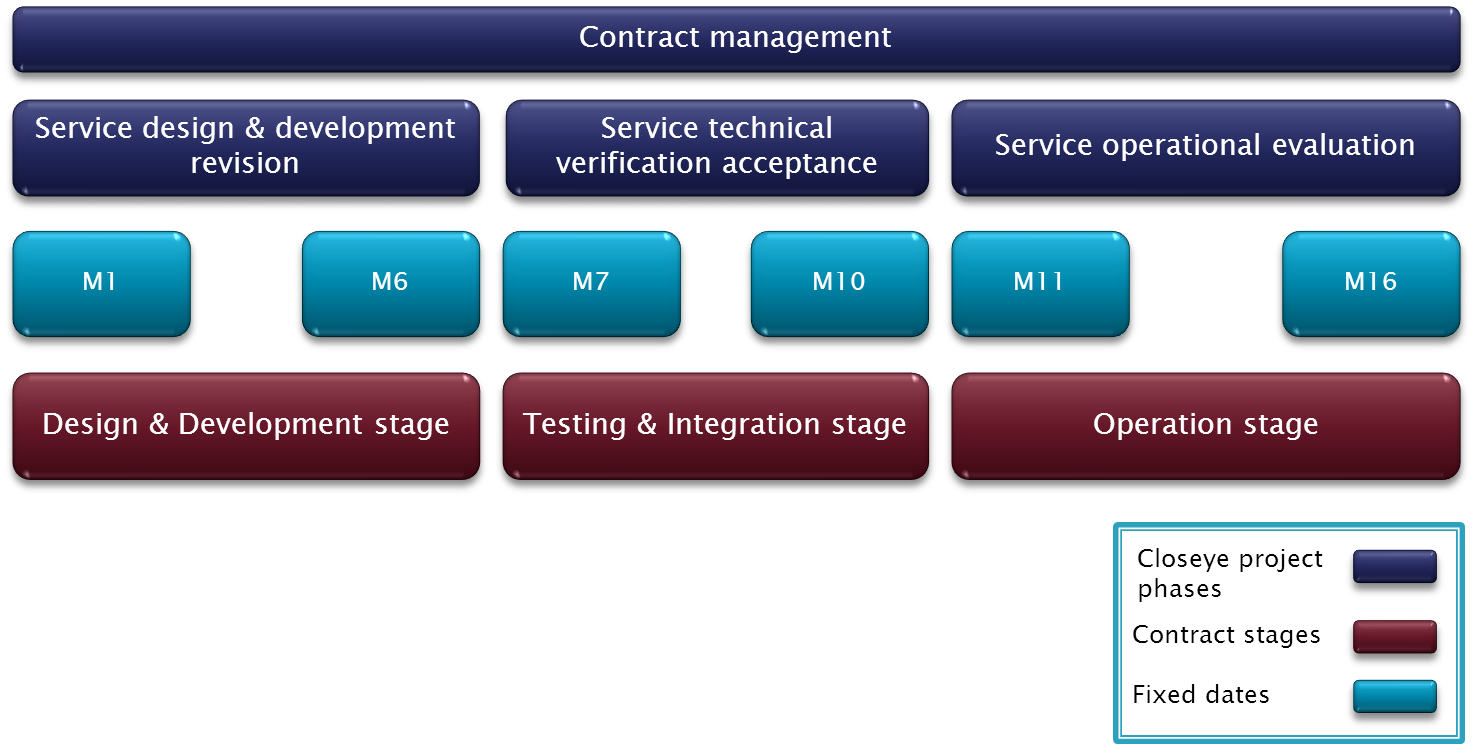 Contract management
Service design & development
revision
Service technical
verification acceptance
Service operational evaluation
M1
M6
M7
M10
M11
M16
Design & Development stage
Testing & Integration stage
Operation stage
Closeye project
phases
Contract stages
Fixed dates